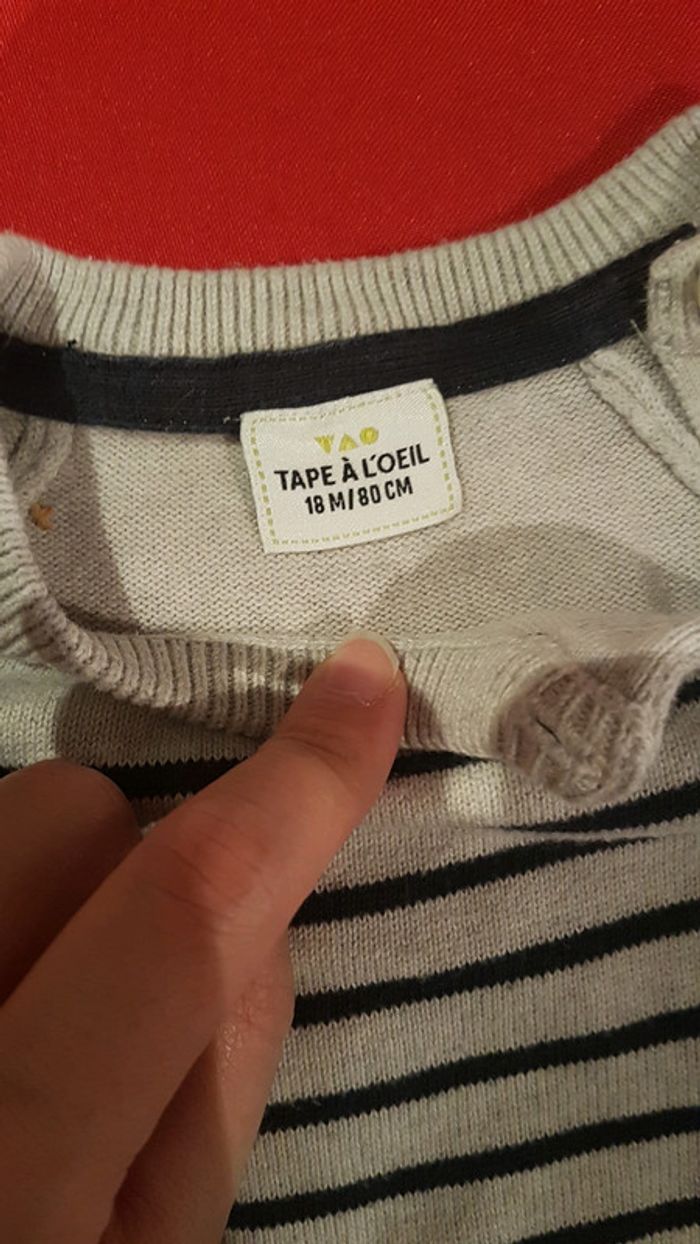 TAO
TAPE À L'OEIL
18 M/80 CM